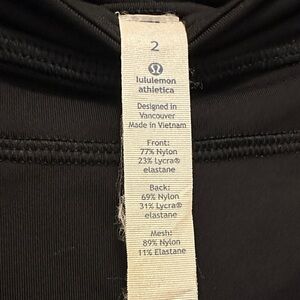 2
lululemon
athletica
Designed in
Vancouver
Made in Vietnam
Front:
77% Nylon
23% Lycra®
elastane
Back:
69% Nylon
31% Lycra®
elastane
Mesh:
89% Nylon
11% Elastane